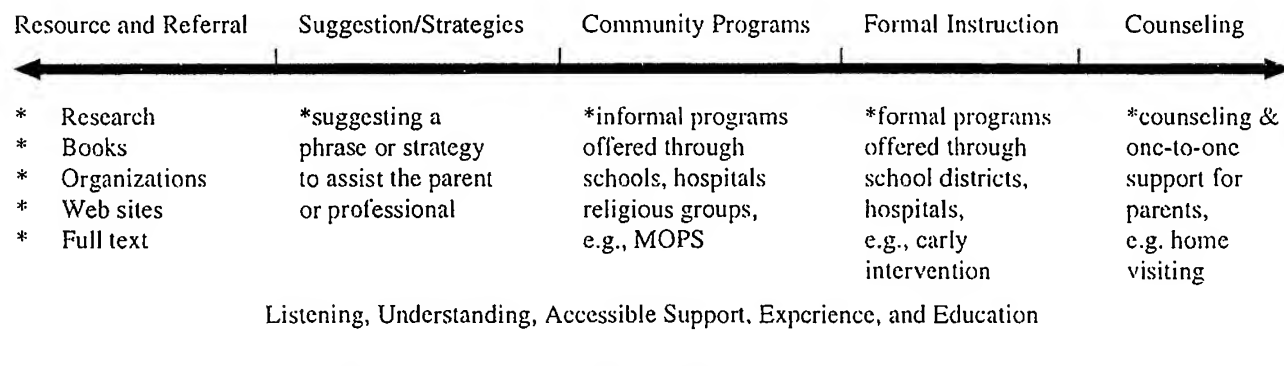 Resource and Referral Suggestion/Strategies Community Programs Formal Instruction Counseling
* Research
* Books
* Organizations
* Web sites
* Full text
*suggesting a
phrase or strategy
to assist the parent
or professional
*informal programs
offered through
schools, hospitals
religious groups,
e.g., MOPS
*formal programs
offered through
school districts,
hospitals,
e.g., early
intervention
*counseling &
one-to-one
support for
parents,
e.g. home
visiting
Listening, Understanding, Accessible Support, Experience, and Education